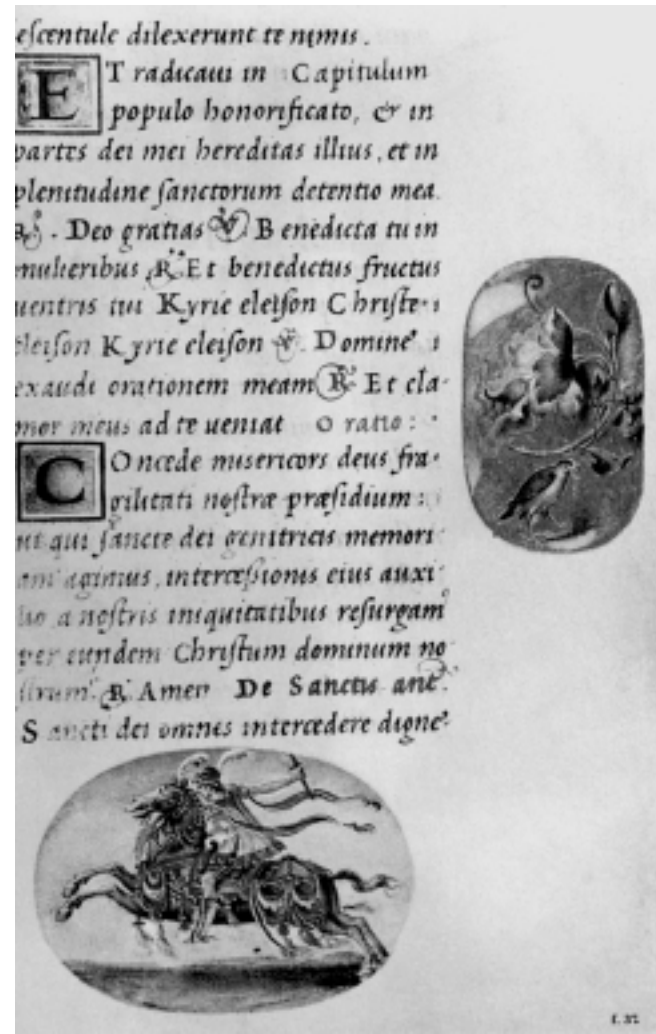 escentule dilexerunt te nimis.
ET radicaui in Capitulum
populo honorificato, & in
partes dei mei hereditas illius, et in
plenitudine sanctorum detentio mea.
R. Deo gratias V Benedicta tu in
mulieribus R. Et benedictus fructus
uentris tui Kyrie eleison Christe
eleison Kyrie eleison V. Domine
exaudi orationem meam R Et cla-
mor meus ad te ueniat Oratio:
COncede misericors deus fra-
gilitati nostræ præsidium:
ut qui sancte dei genitricis memori
am agimus, intercessionis eius auxi
lio a nostris iniquitatibus resurgam
per eundem Christum dominum no
strum. R. Amen De Sanctis ant.
Sancti dei omnes intercedere digne
f. 37